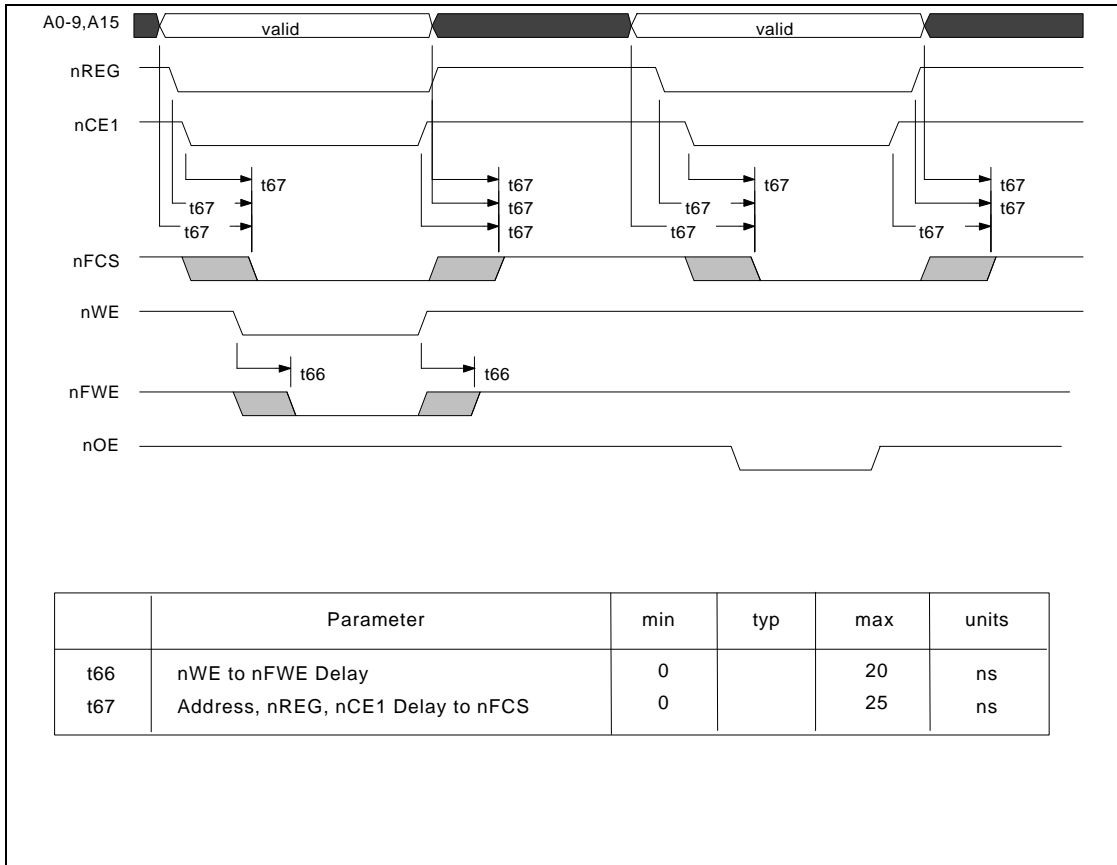 A0-9,A15 valid valid
nREG
nCE1
t67 t67 t67 t67
t67 t67 t67 t67
t67 t67 t67 t67
nFCS
nWE
t66 t66
nFWE
nOE
Parameter min typ max units
t66 nWE to nFWE Delay 0 20 ns
t67 Address, nREG, nCE1 Delay to nFCS 0 25 ns